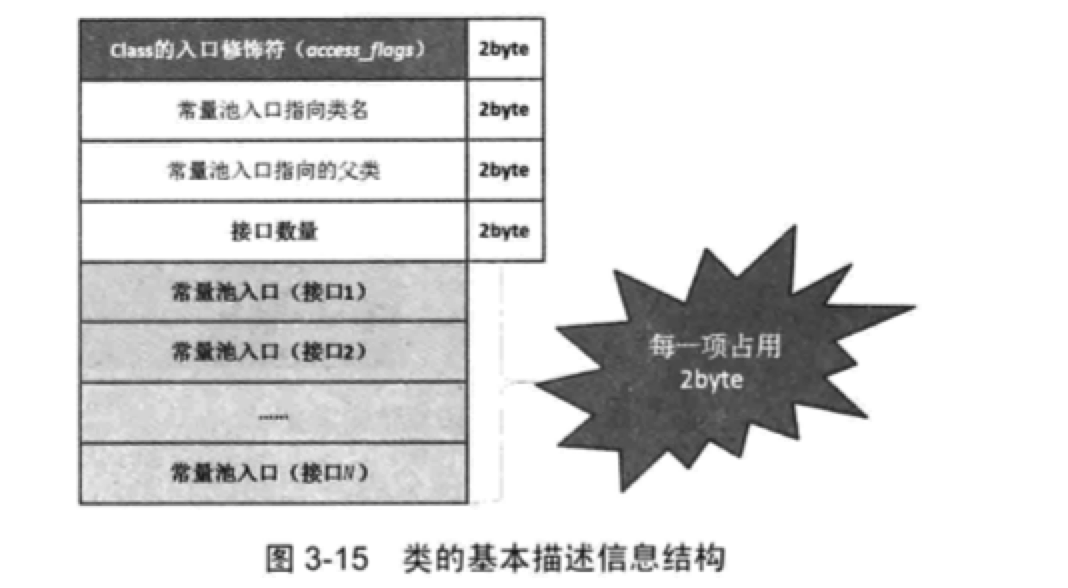 Class的入口修饰符（access_flags） 2byte
常量池入口指向类名 2byte
常量池入口指向的父类 2byte
接口数量 2byte
常量池入口（接口1）
常量池入口（接口2）
......
常量池入口（接口N）
每一项占用
2byte
图 3-15 类的基本描述信息结构